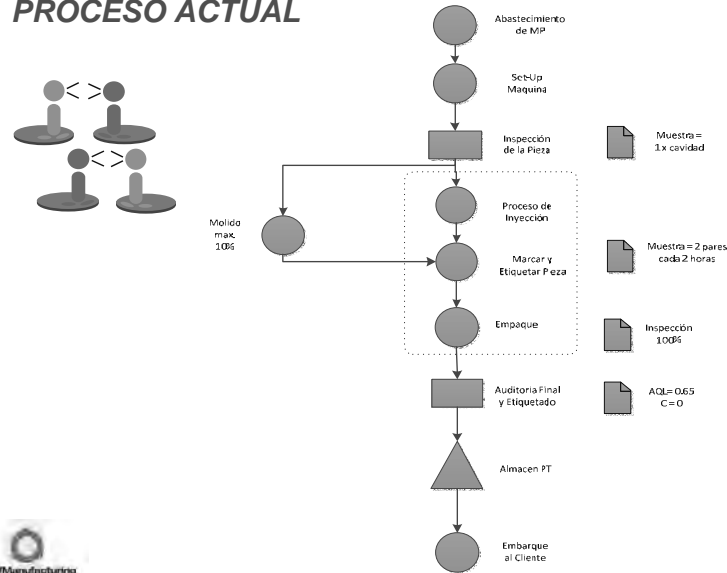 PROCESO ACTUAL
Abastecimiento
de MP
Set-Up
Maquina
Inspección
de la Pieza
Muestra =
1x cavidad
Proceso de
Inyección
Molido
max.
10%
Marcar y
Etiquetar Pieza
Muestra = 2 pares
cada 2 horas
Empaque
Inspección
100%
Auditoria Final
y Etiquetado
AQL= 0.65
C = 0
Almacen PT
Embarque
al Cliente
Manufacturing